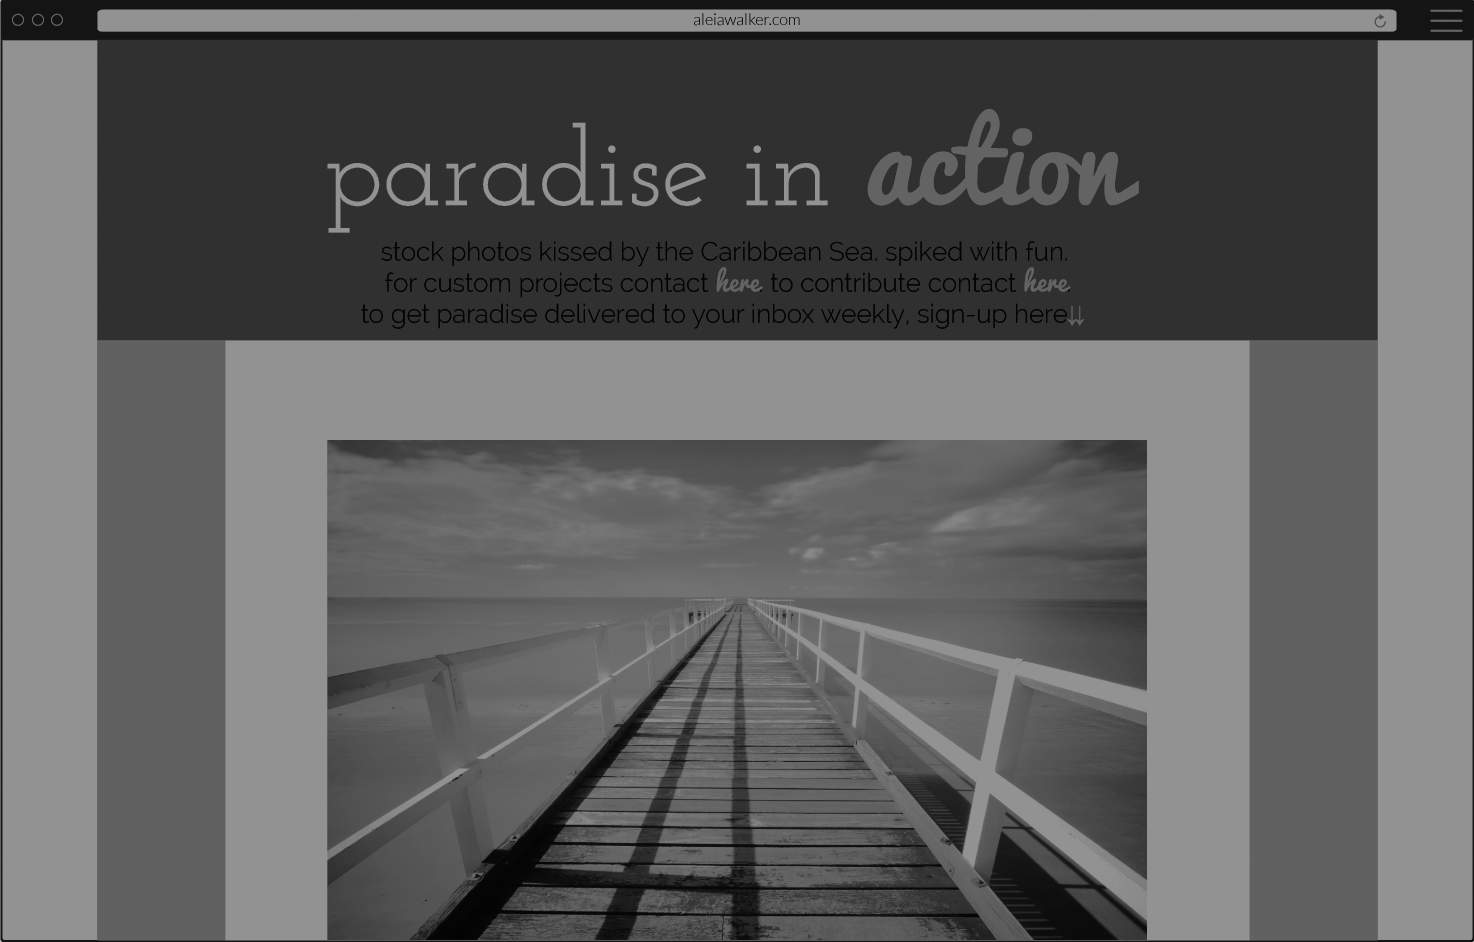 aleiawalker.com
paradise in action
stock photos kissed by the Caribbean Sea. spiked with fun.
for custom projects contact here. to contribute contact here.
to get paradise delivered to your inbox weekly, sign-up here⇊